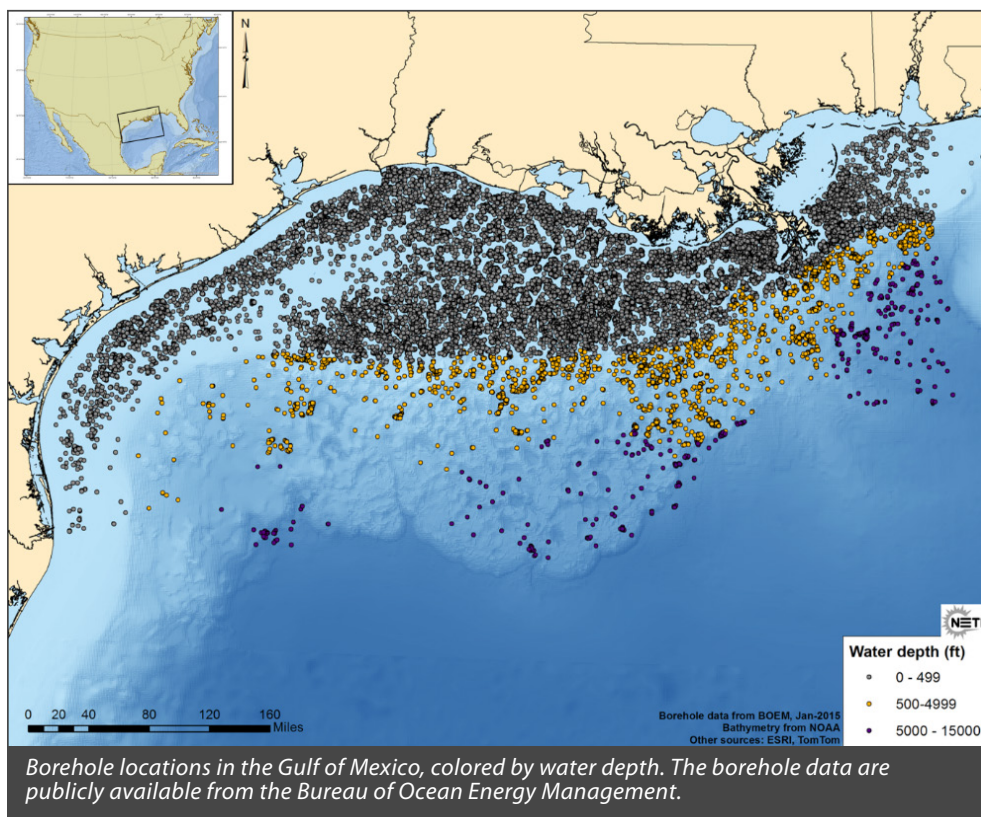 N
NETL
Water depth (ft)
0 - 499
500-4999
5000 - 15000
0 20 40 80 120 160
Miles
Borehole data from BOEM, Jan-2015
Bathymetry from NOAA
Other sources: ESRI, TomTom
Borehole locations in the Gulf of Mexico, colored by water depth. The borehole data are
publicly available from the Bureau of Ocean Energy Management.